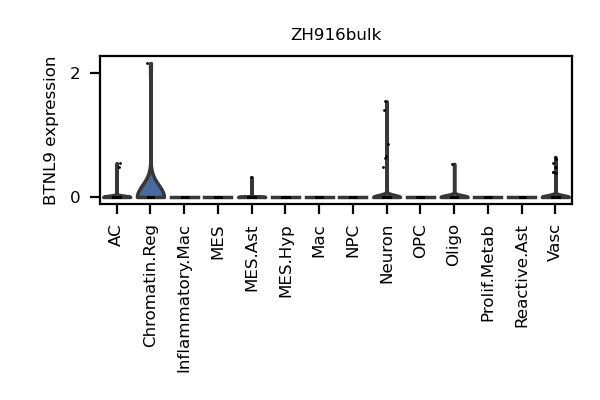 ZH916bulk
BTNL9 expression
2
0
AC
Chromatin.Reg
Inflammatory.Mac
MES
MES.Ast
MES.Hyp
Mac
NPC
Neuron
OPC
Oligo
Prolif.Metab
Reactive.Ast
Vasc